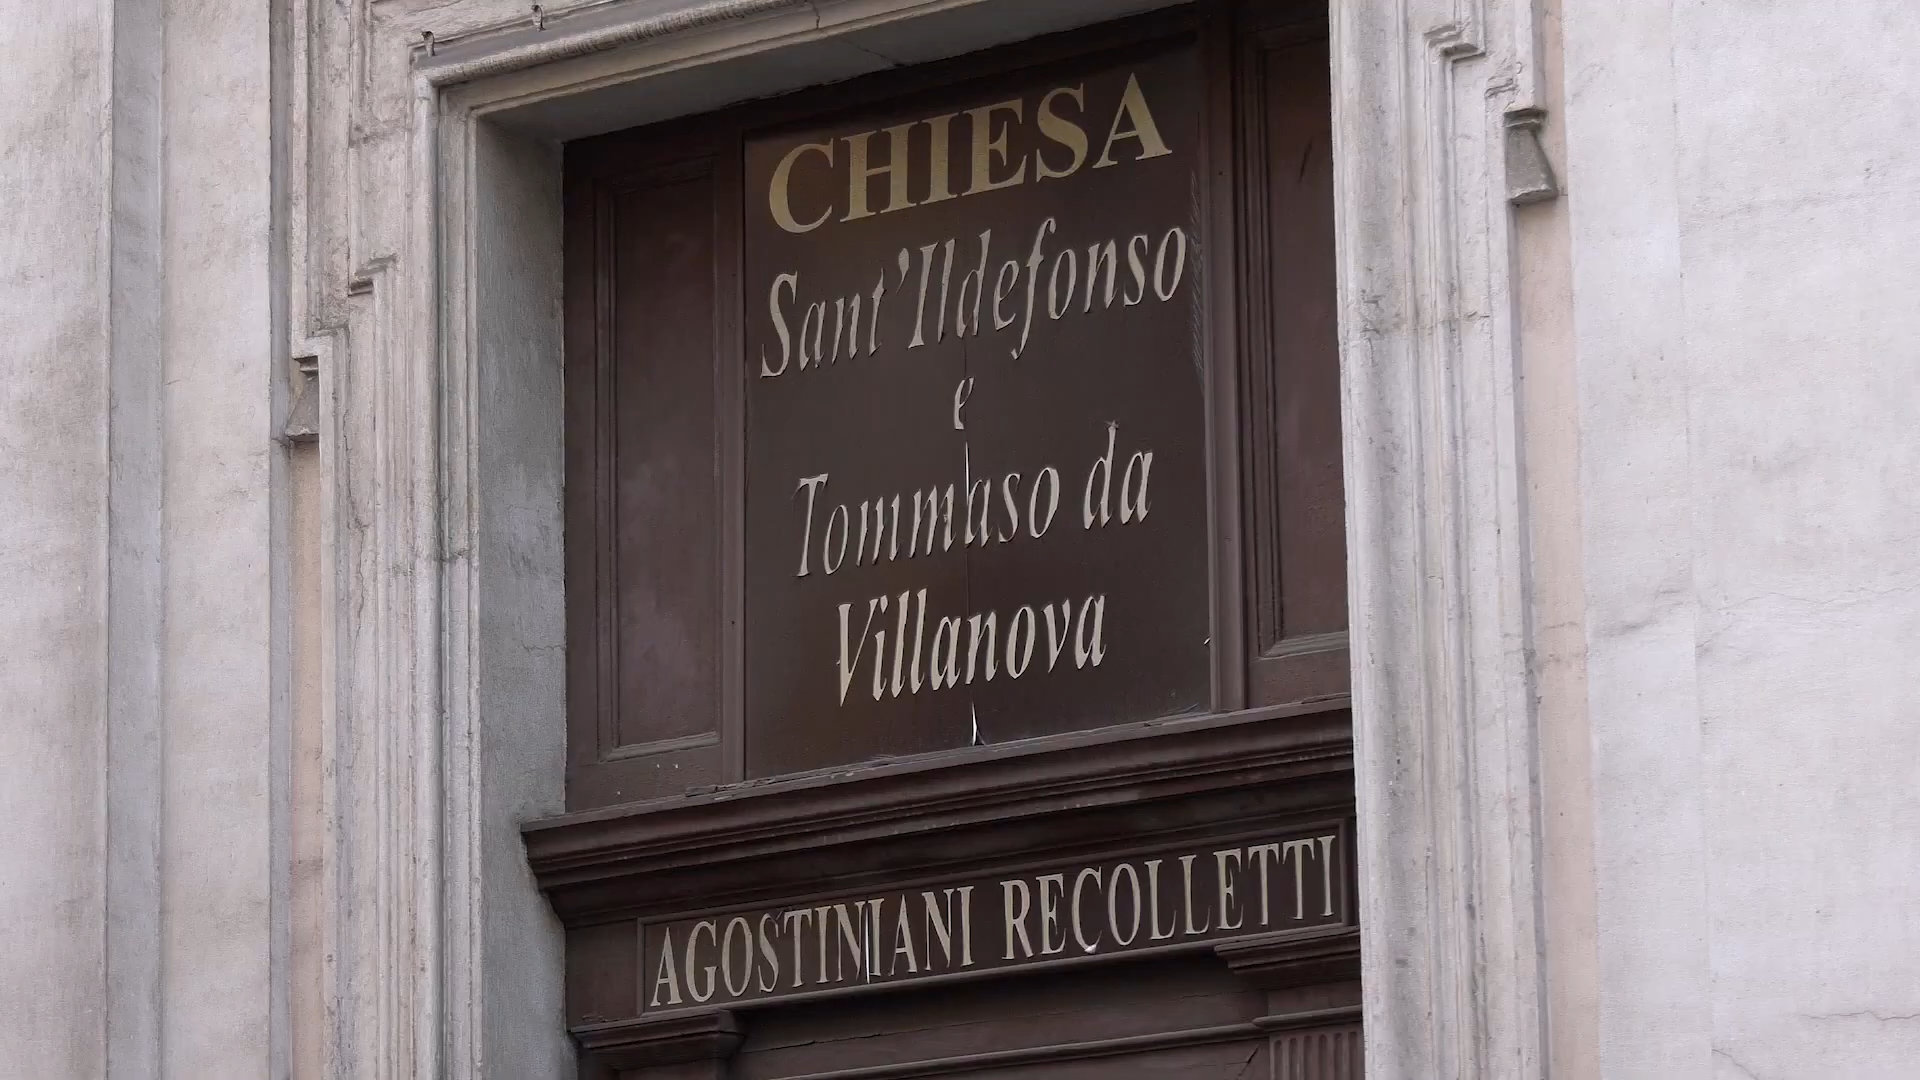 CHIESA
Sant'Ildefonso
e
Tommaso da
Villanova
AGOSTINIANI RECOLLETTI